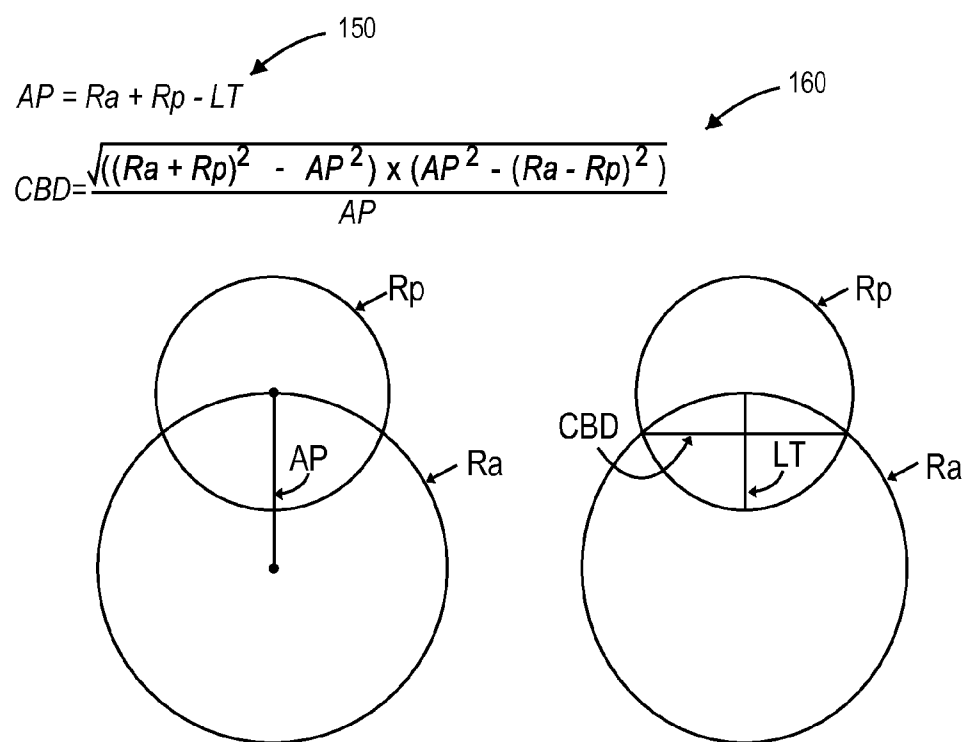 150
AP = Ra + Rp - LT
160
CBD= √((Ra + Rp)² - AP²) x (AP² - (Ra - Rp)²)
AP
Rp
Rp
CBD
AP
Ra
LT
Ra